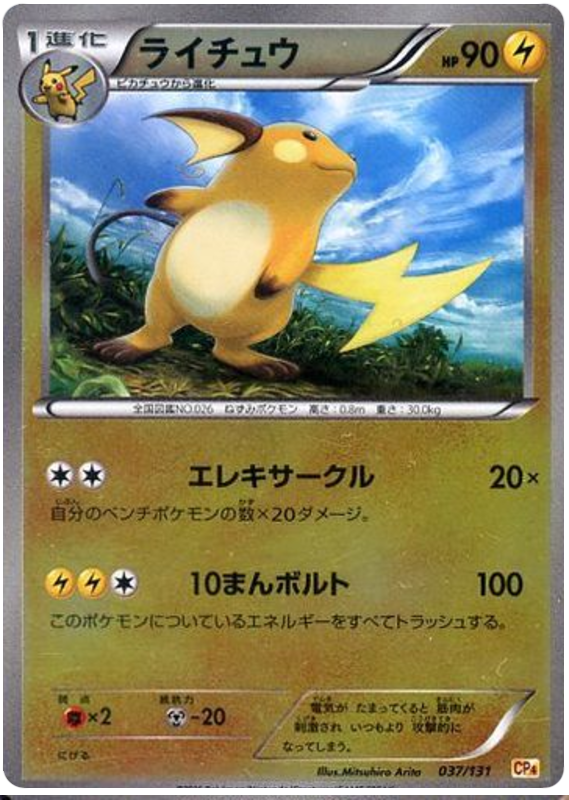 1進化
ライチュウ
HP90
ピカチュウから進化
全国図鑑NO.026 ねずみポケモン 高さ：0.8m 重さ：30.0kg
エレキサークル 20×
自分のベンチポケモンの数×20ダメージ。
10まんボルト 100
このポケモンについているエネルギーをすべてトラッシュする。
弱点 抵抗力
×2 -20
にげる
電気が たまってくると 筋肉が
刺激され いつもより 攻撃的に
なってしまう。
Illus.Mitsuhiro Arita 037/131 CP4